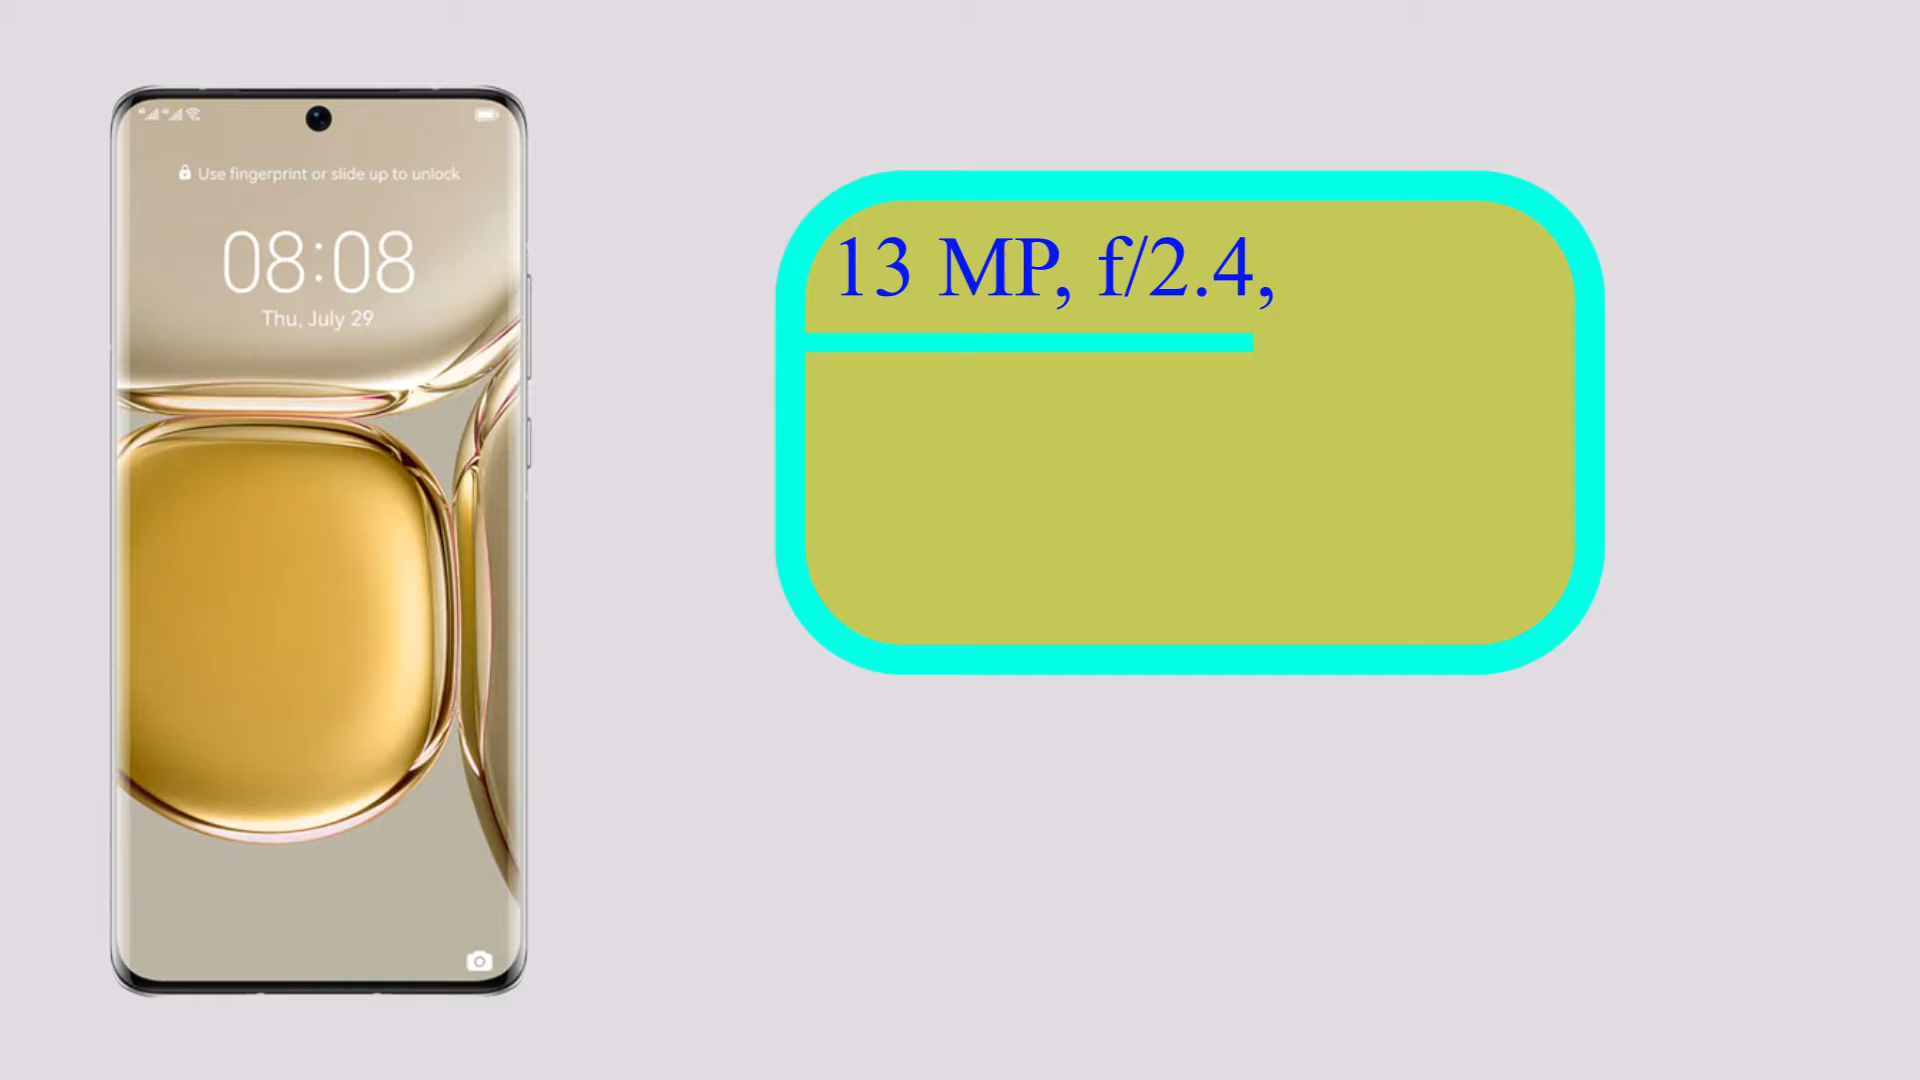 Use fingerprint or slide up to unlock
08:08
Thu, July 29
13 MP, f/2.4,